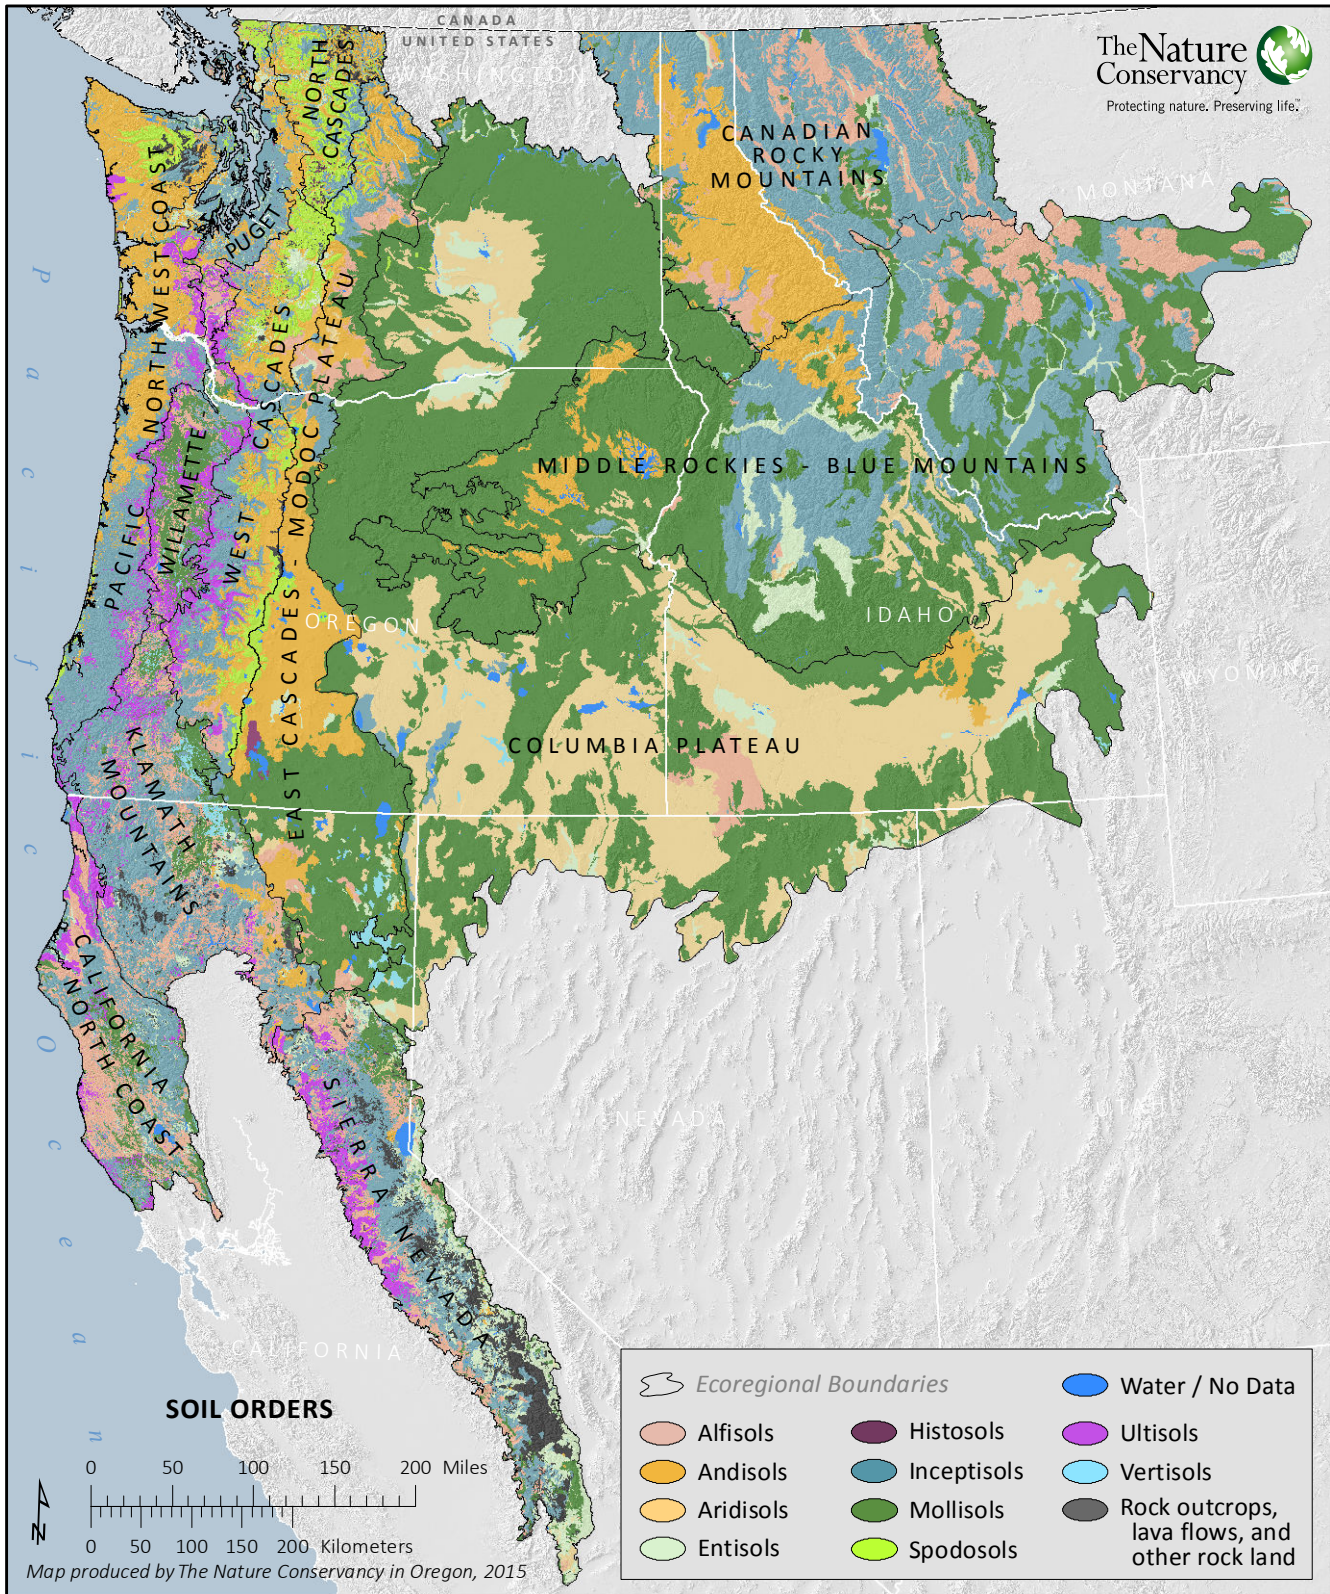 CANADA
UNITED STATES
WASHINGTON
The Nature
Conservancy
Protecting nature. Preserving life.™
NORTH
CASCADES
CANADIAN
ROCKY
MOUNTAINS
MONTANA
PUGET
PACIFIC NORTHWEST COAST
WILLAMETTE
WEST CASCADES
EAST CASCADES - MODOC PLATEAU
MIDDLE ROCKIES - BLUE MOUNTAINS
OREGON
IDAHO
WYOMING
COLUMBIA PLATEAU
KLAMATH
MOUNTAINS
CALIFORNIA
NORTH COAST
SIERRA NEVADA
NEVADA
CALIFORNIA
Pacific Ocean
SOIL ORDERS
0 50 100 150 200 Miles
0 50 100 150 200 Kilometers
N
Map produced by The Nature Conservancy in Oregon, 2015
Ecoregional Boundaries
Alfisols
Andisols
Aridisols
Entisols
Histosols
Inceptisols
Mollisols
Spodosols
Water / No Data
Ultisols
Vertisols
Rock outcrops,
lava flows, and
other rock land